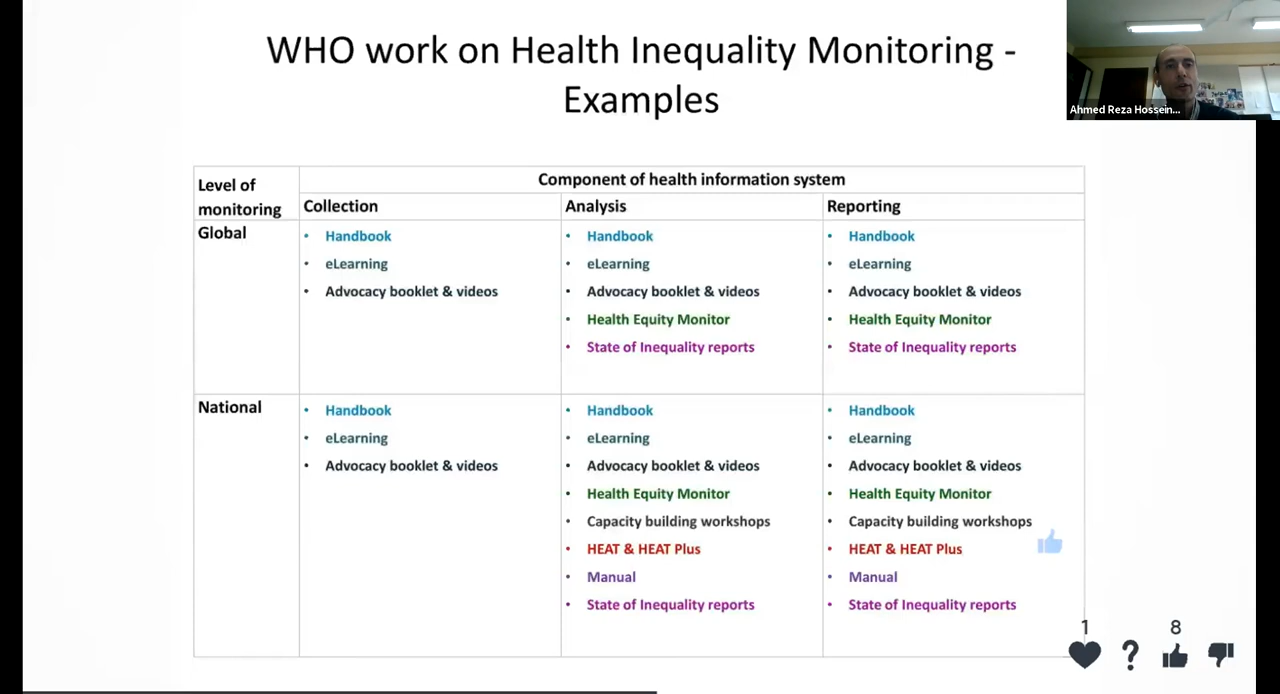 WHO work on Health Inequality Monitoring -
Examples
Ahmed Reza Hossein...
Level of
monitoring
Component of health information system
Collection
Analysis
Reporting
Global
• Handbook
• eLearning
• Advocacy booklet & videos
• Handbook
• eLearning
• Advocacy booklet & videos
• Health Equity Monitor
• State of Inequality reports
• Handbook
• eLearning
• Advocacy booklet & videos
• Health Equity Monitor
• State of Inequality reports
National
• Handbook
• eLearning
• Advocacy booklet & videos
• Handbook
• eLearning
• Advocacy booklet & videos
• Health Equity Monitor
• Capacity building workshops
• HEAT & HEAT Plus
• Manual
• State of Inequality reports
• Handbook
• eLearning
• Advocacy booklet & videos
• Health Equity Monitor
• Capacity building workshops
• HEAT & HEAT Plus
• Manual
• State of Inequality reports
1
8